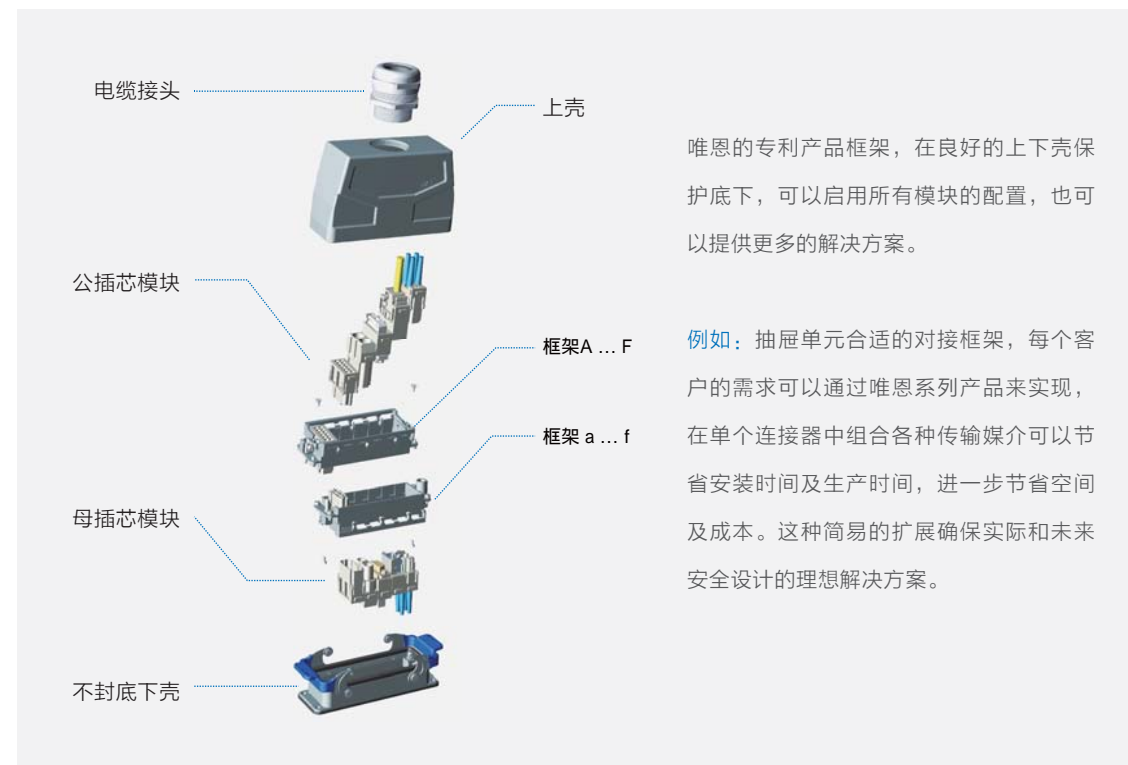 电缆接头
上壳
公插芯模块
框架A … F
框架 a … f
母插芯模块
不封底下壳
唯恩的专利产品框架，在良好的上下壳保
护底下，可以启用所有模块的配置，也可
以提供更多的解决方案。
例如：抽屉单元合适的对接框架，每个客
户的需求可以通过唯恩系列产品来实现，
在单个连接器中组合各种传输媒介可以节
省安装时间及生产时间，进一步节省空间
及成本。这种简易的扩展确保实际和未来
安全设计的理想解决方案。